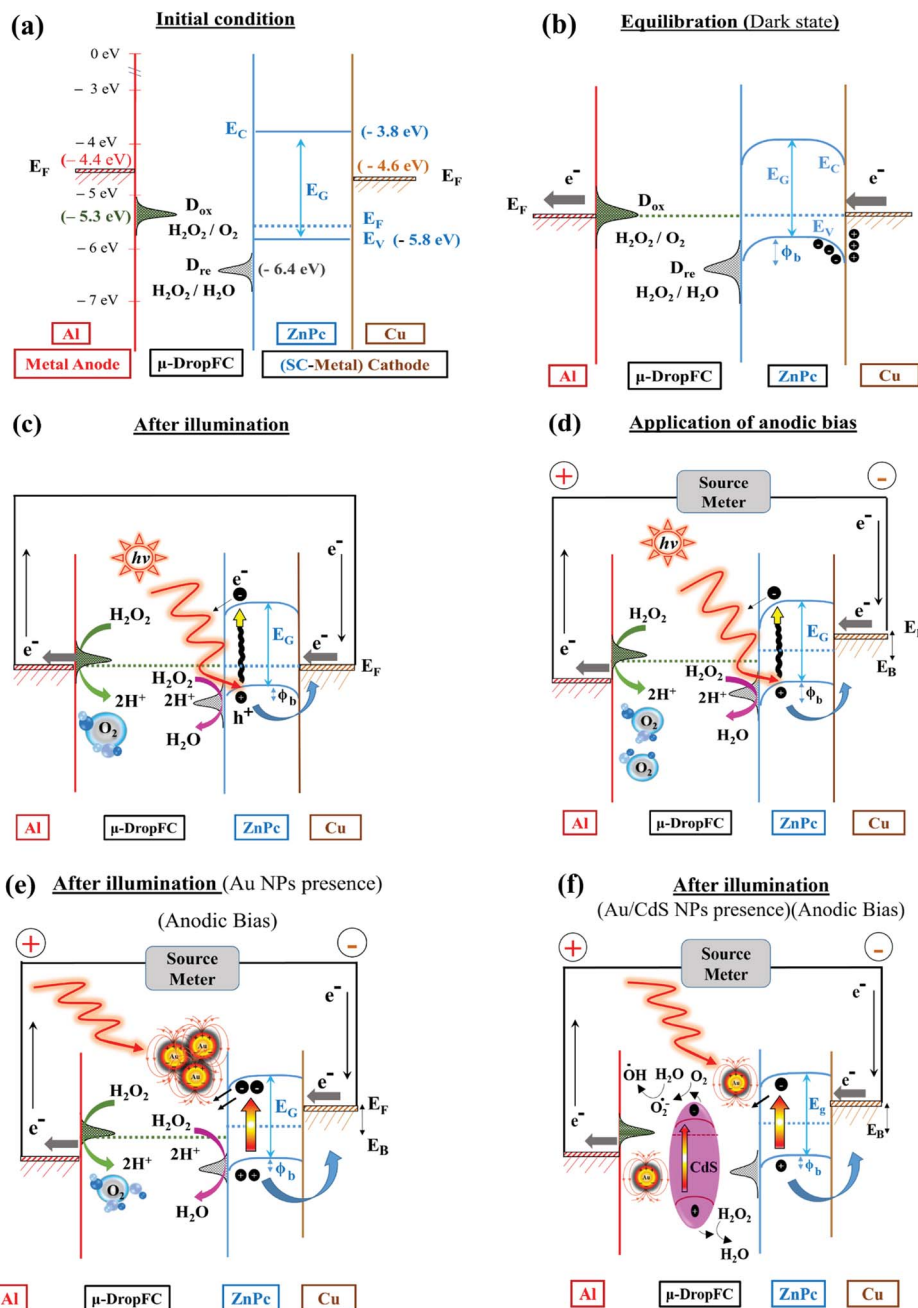 (a)
Initial condition
0 eV
– 3 eV
– 4 eV
(– 4.4 eV)
E_F
– 5 eV
(– 5.3 eV)
– 6 eV
– 7 eV
D_ox
H₂O₂ / O₂
D_re
(- 6.4 eV)
H₂O₂ / H₂O
E_C
(- 3.8 eV)
(- 4.6 eV)
E_F
E_G
E_F
E_V (- 5.8 eV)
Al
ZnPc
Cu
Metal Anode
μ-DropFC
(SC-Metal) Cathode
(b)
Equilibration (Dark state)
e⁻
E_F
D_ox
H₂O₂ / O₂
D_re
H₂O₂ / H₂O
E_G
E_C
E_V
ϕ_b
e⁻
Al
μ-DropFC
ZnPc
Cu
(c)
After illumination
hv
e⁻
e⁻
e⁻
H₂O₂
2H⁺
O₂
H₂O₂
2H⁺
H₂O
e⁻
E_G
ϕ_b
h⁺
E_F
Al
μ-DropFC
ZnPc
Cu
(d)
Application of anodic bias
+
Source
Meter
-
hv
e⁻
e⁻
e⁻
H₂O₂
2H⁺
O₂
O₂
H₂O₂
2H⁺
H₂O
E_G
ϕ_b
E_B
Al
μ-DropFC
ZnPc
Cu
(e)
After illumination (Au NPs presence)
(Anodic Bias)
+
Source
Meter
-
Au
Au
Au
e⁻
e⁻
e⁻
H₂O₂
2H⁺
O₂
H₂O₂
2H⁺
H₂O
E_G
ϕ_b
E_F
E_B
Al
μ-DropFC
ZnPc
Cu
(f)
After illumination
(Au/CdS NPs presence)(Anodic Bias)
+
Source
Meter
-
e⁻
e⁻
e⁻
ȮH
H₂O
O₂
O₂•⁻
Au
Au
CdS
H₂O₂
H₂O
E_g
ϕ_b
E_B
Al
μ-DropFC
ZnPc
Cu